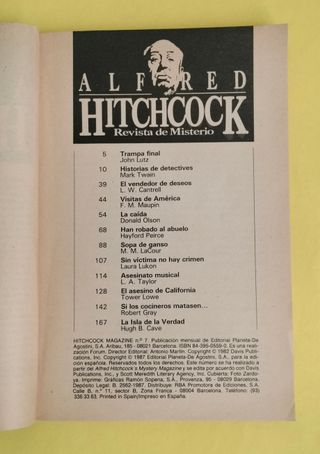 ALFRED
HITCHCOCK
Revista de Misterio
5 Trampa final
John Lutz
10 Historias de detectives
Mark Twain
39 El vendedor de deseos
L. W. Cantrell
44 Visitas de América
F. M. Maupin
54 La caída
Donald Olson
68 Han robado al abuelo
Hayford Peirce
88 Sopa de ganso
M. M. LaCour
107 Sin víctima no hay crimen
Laura Lukon
114 Asesinato musical
L. A. Taylor
128 El asesino de California
Tower Lowe
142 Si los cocineros matasen...
Robert Gray
167 La Isla de la Verdad
Hugh B. Cave
HITCHCOCK MAGAZINE n.º 7. Publicación mensual de Editorial Planeta-De
Agostini, S.A. Aribau, 185 - 08021 Barcelona. ISBN 84-395-0559-D. Es una reali-
zación Forum. Director Editorial: Antonio Martín. Copyright © 1982 Davis Publi-
cations, Inc. Copyright © 1987 Editorial Planeta-De Agostini, S.A., para la edi-
ción española. Reservados todos los derechos. Este número se ha realizado a
partir del Alfred Hitchcock's Mystery Magazine y se edita por acuerdo con Davis
Publications, Inc., y Scott Meredith Literary Agency, Inc. Cubierta: Foto Zardo-
ya. Imprime: Gráficas Ramón Sopena, S.A., Provenza, 95 - 08029 Barcelona.
Depósito Legal: B. 2562-1987. Distribuye: RBA Promotora de Ediciones, S.A.
Calle B, n.º 11, sector B, Zona Franca - 08004 Barcelona. Teléfono: (93)
336 33 63. Printed in Spain/Impreso en España.